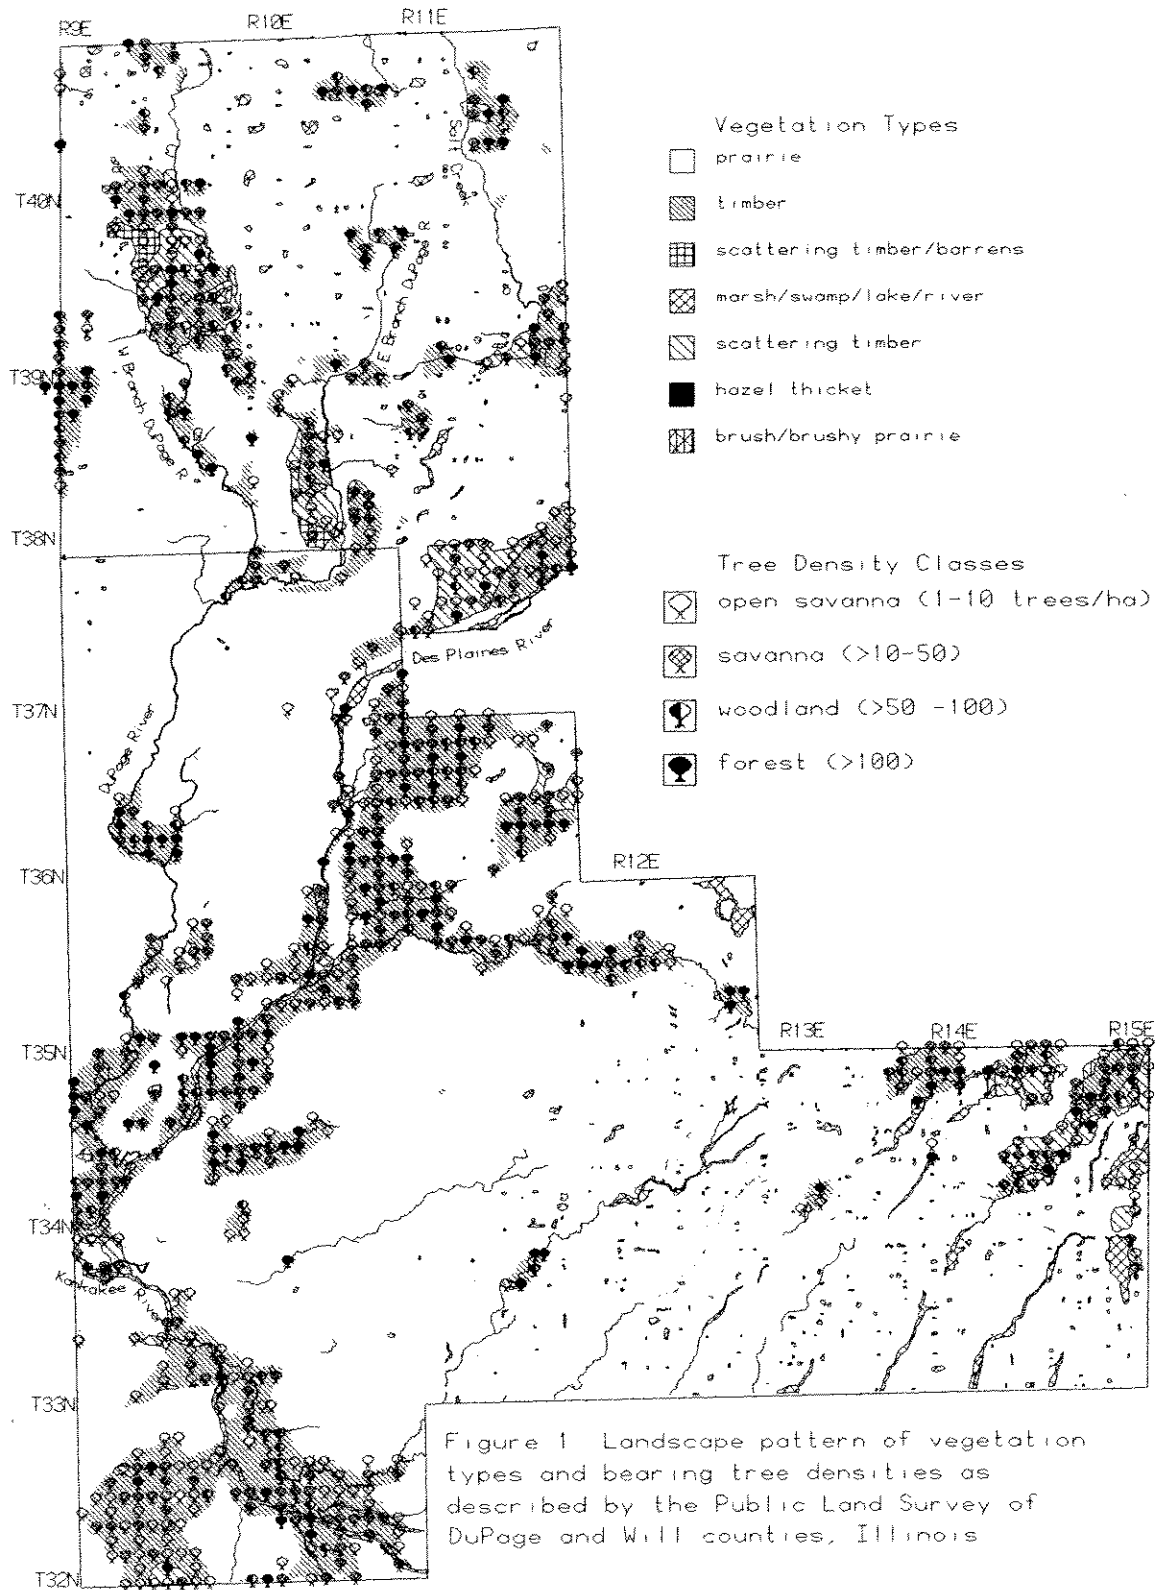 R9E
R10E
R11E
Vegetation Types
prairie
timber
scattering timber/barrens
marsh/swamp/lake/river
scattering timber
hazel thicket
brush/brushy prairie
Salt Creek
T40N
E Branch DuPage R.
T39N
W Branch DuPage R.
T38N
Tree Density Classes
open savanna (1-10 trees/ha)
savanna (>10-50)
woodland (>50 -100)
forest (>100)
Des Plaines River
T37N
DuPage River
T36N
R12E
T35N
R13E
R14E
R15E
T34N
Kankakee River
T33N
Figure 1 Landscape pattern of vegetation
types and bearing tree densities as
described by the Public Land Survey of
DuPage and Will counties, Illinois
T32N